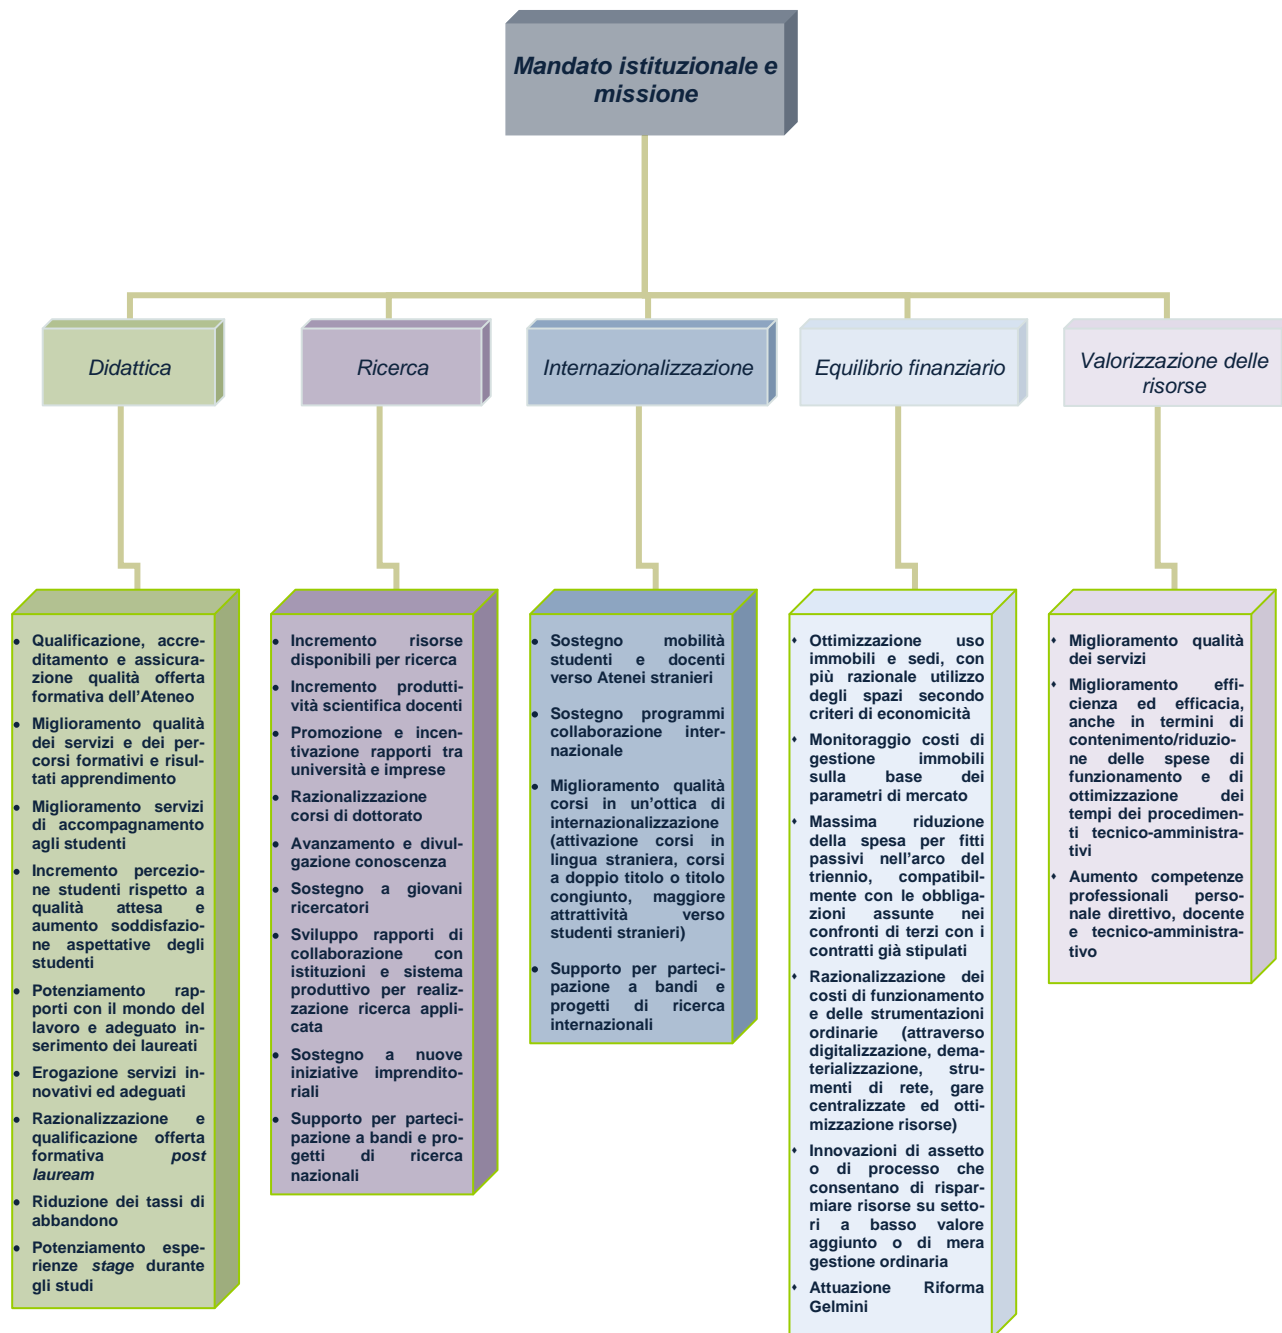 Mandato istituzionale e
missione
Didattica
Ricerca
Internazionalizzazione
Equilibrio finanziario
Valorizzazione delle
risorse
• Qualificazione, accre-
ditamento e assicura-
zione qualità offerta
formativa dell'Ateneo
• Miglioramento qualità
dei servizi e dei per-
corsi formativi e risul-
tati apprendimento
• Miglioramento servizi
di accompagnamento
agli studenti
• Incremento percezio-
ne studenti rispetto a
qualità attesa e
aumento soddisfa-
zione aspettative degli
studenti
• Potenziamento rap-
porti con il mondo del
lavoro e adeguato in-
serimento dei laureati
• Erogazione servizi in-
novativi ed adeguati
• Razionalizzazione e
qualificazione offerta
formativa post
lauream
• Riduzione dei tassi di
abbandono
• Potenziamento espe-
rienze stage durante
gli studi
• Incremento risorse
disponibili per ricerca
• Incremento produtti-
vità scientifica docenti
• Promozione e incen-
tivazione rapporti tra
università e imprese
• Razionalizzazione
corsi di dottorato
• Avanzamento e divul-
gazione conoscenza
• Sostegno a giovani
ricercatori
• Sviluppo rapporti di
collaborazione con
istituzioni e sistema
produttivo per realiz-
zazione ricerca appli-
cata
• Sostegno a nuove
iniziative imprendito-
riali
• Supporto per parteci-
pazione a bandi e pro-
getti di ricerca
nazionali
• Sostegno mobilità
studenti e docenti
verso Atenei stranieri
• Sostegno programmi
collaborazione inter-
nazionale
• Miglioramento qualità
corsi in un'ottica di
internazionalizzazione
(attivazione corsi in
lingua straniera, corsi
a doppio titolo o titolo
congiunto, maggiore
attrattività verso
studenti stranieri)
• Supporto per parteci-
pazione a bandi e
progetti di ricerca
internazionali
♦ Ottimizzazione uso
immobili e sedi, con
più razionale utilizzo
degli spazi secondo
criteri di economicità
♦ Monitoraggio costi di
gestione immobili
sulla base dei
parametri di mercato
♦ Massima riduzione
della spesa per fitti
passivi nell'arco del
triennio, compatibil-
mente con le obbliga-
zioni assunte nei
confronti di terzi con i
contratti già stipulati
♦ Razionalizzazione dei
costi di funzionamento
e delle strumentazioni
ordinarie (attraverso
digitalizzazione, dema-
terializzazione, stru-
menti di rete, gare
centralizzate ed otti-
mizzazione risorse)
♦ Innovazioni di assetto
o di processo che
consentano di rispar-
miare risorse su setto-
ri a basso valore
aggiunto o di mera
gestione ordinaria
♦ Attuazione Riforma
Gelmini
♦ Miglioramento qualità
dei servizi
♦ Miglioramento effi-
cienza ed efficacia,
anche in termini di
contenimento/riduzio-
ne delle spese di
funzionamento e di
ottimizzazione dei
tempi dei procedimen-
ti tecnico-amministra-
tivi
♦ Aumento competenze
professionali perso-
nale direttivo, docente
e tecnico-amministra-
tivo